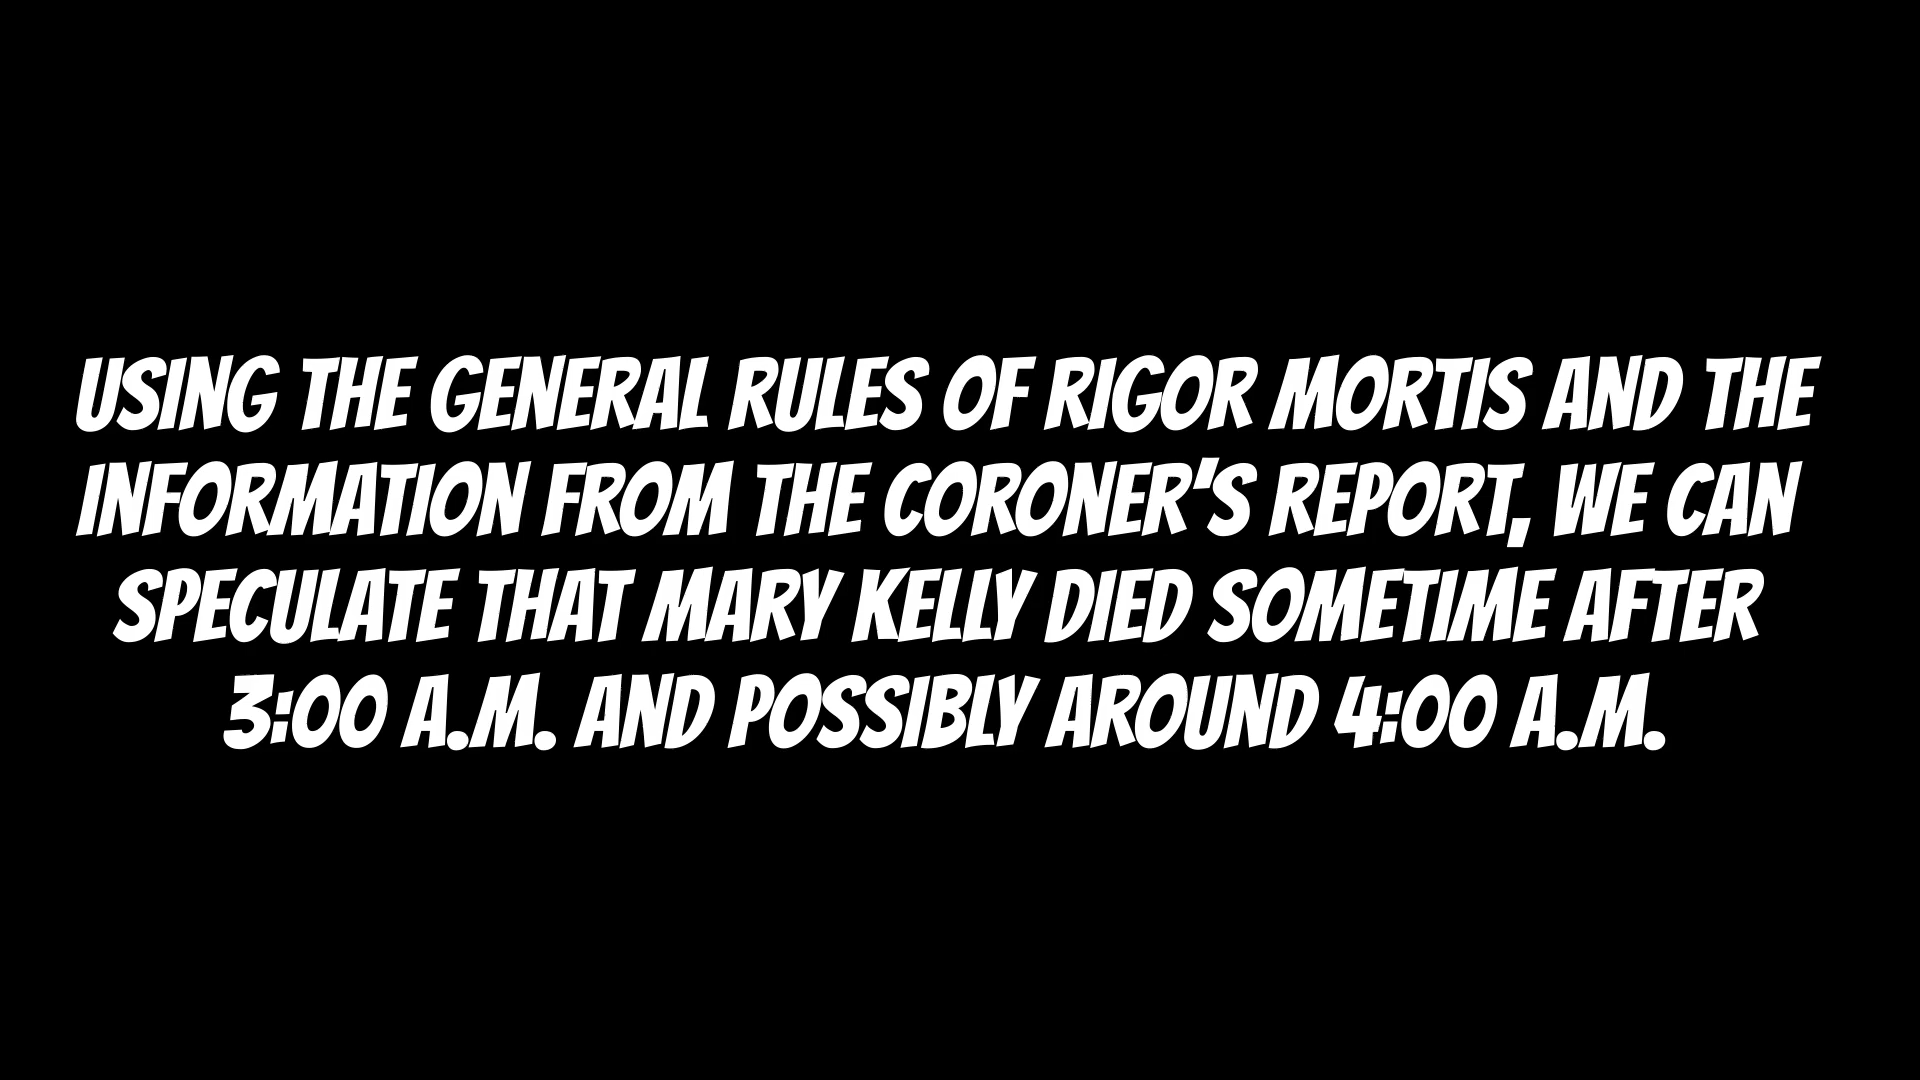 USING THE GENERAL RULES OF RIGOR MORTIS AND THE
INFORMATION FROM THE CORONER'S REPORT, WE CAN
SPECULATE THAT MARY KELLY DIED SOMETIME AFTER
3:00 A.M. AND POSSIBLY AROUND 4:00 A.M.